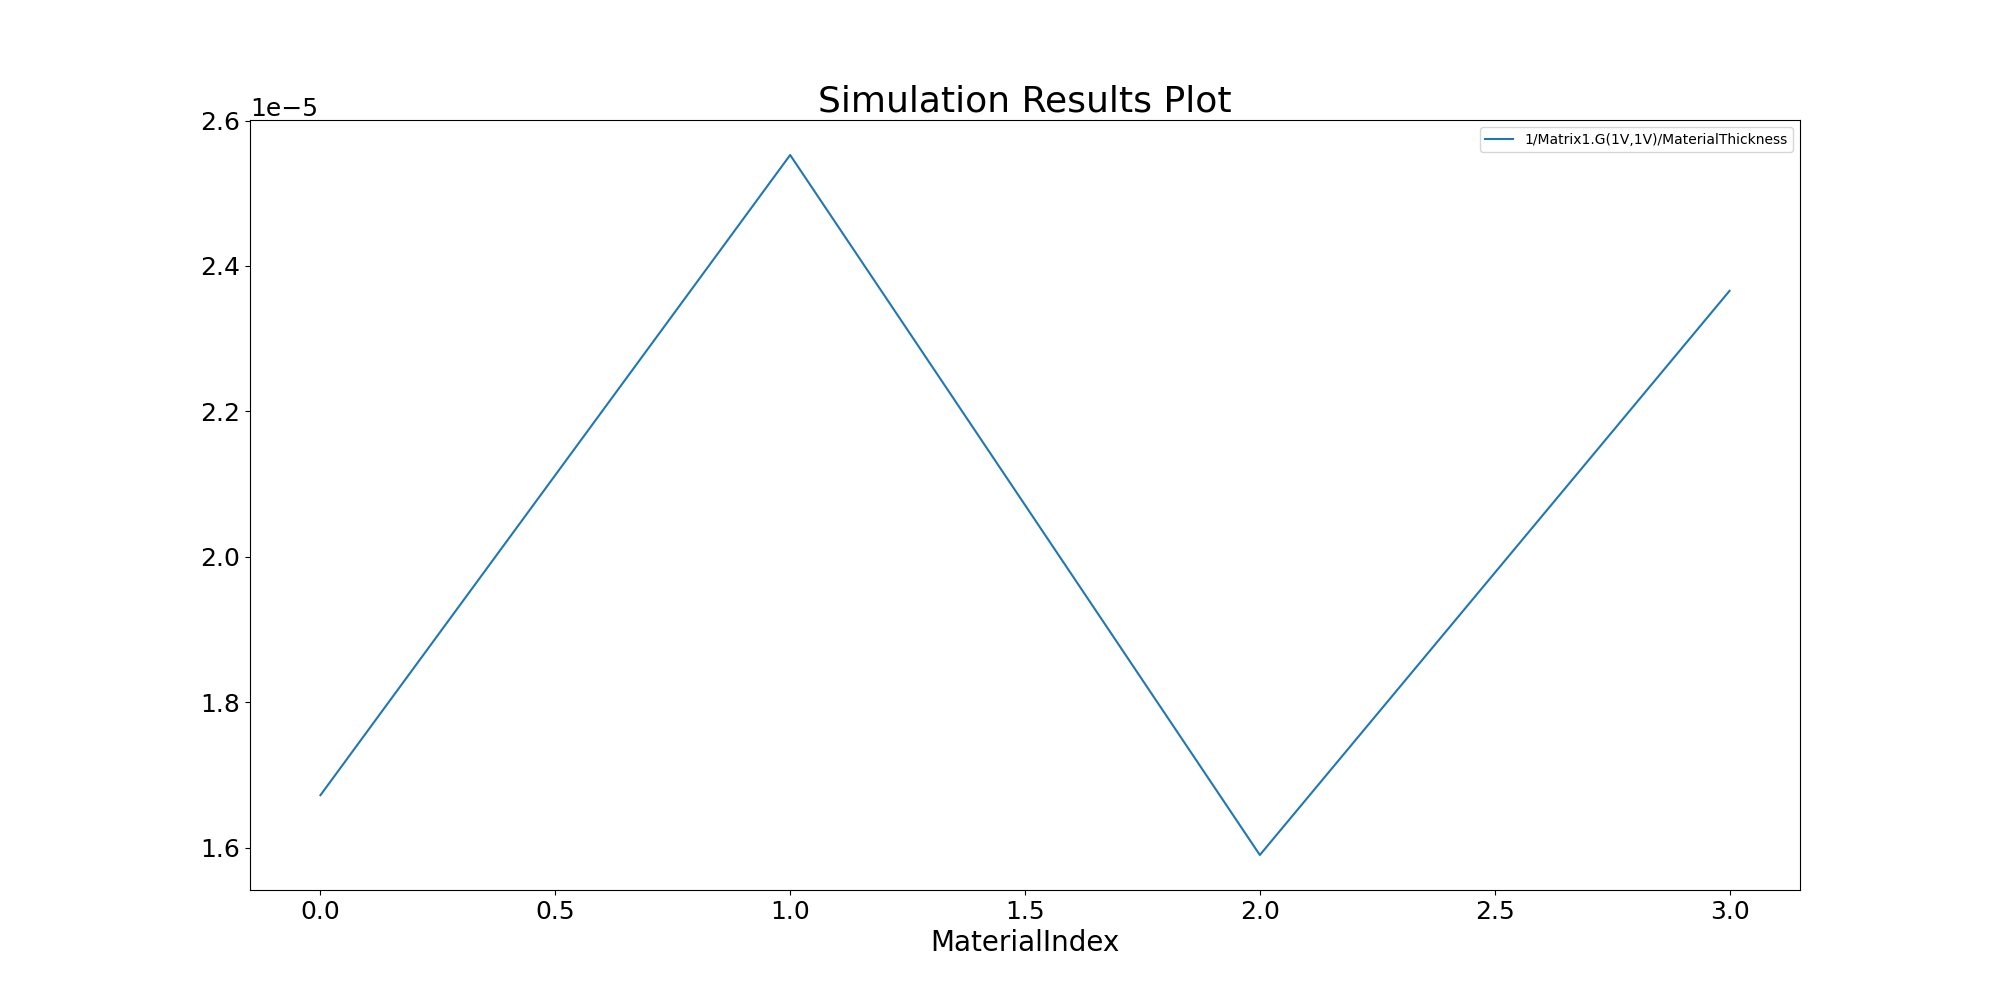 Simulation Results Plot
1e−5
1/Matrix1.G(1V,1V)/MaterialThickness
2.6
2.4
2.2
2.0
1.8
1.6
0.0 0.5 1.0 1.5 2.0 2.5 3.0
MaterialIndex